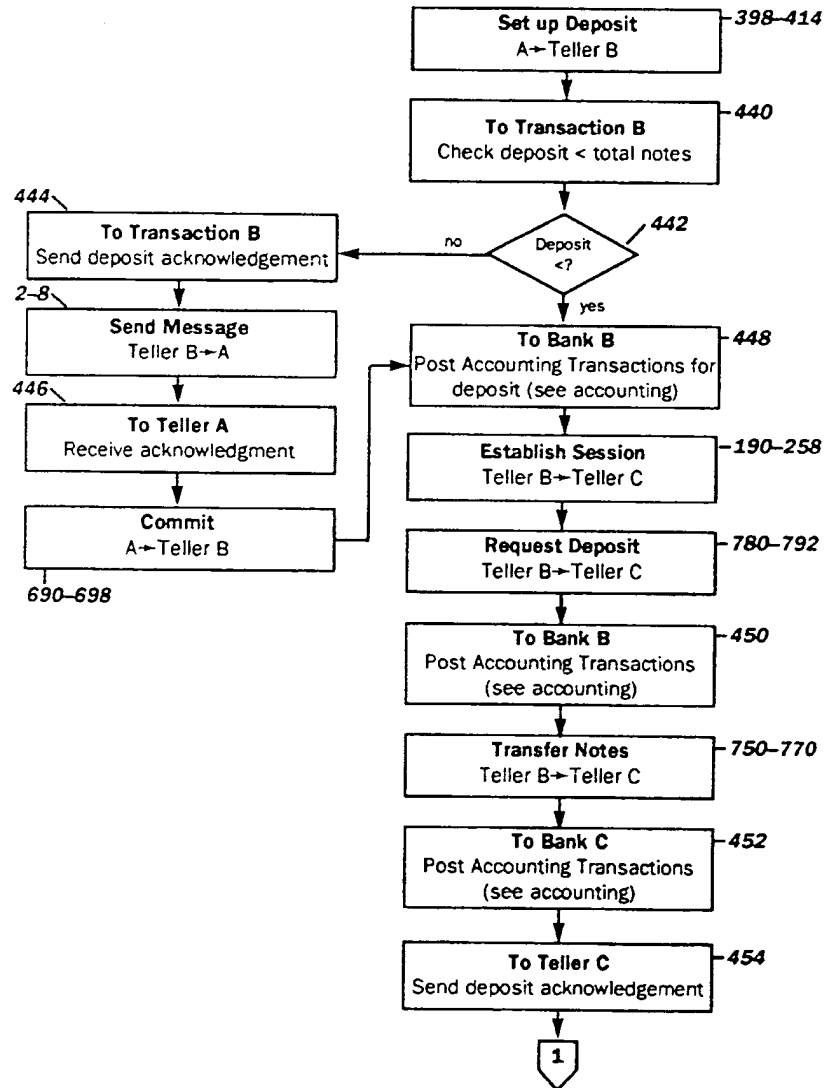 Set up Deposit
A→Teller B
398–414
To Transaction B
Check deposit < total notes
440
Deposit
<?
442
no
yes
444
To Transaction B
Send deposit acknowledgement
2–8
Send Message
Teller B→A
446
To Teller A
Receive acknowledgment
Commit
A→Teller B
690–698
To Bank B
Post Accounting Transactions for
deposit (see accounting)
448
Establish Session
Teller B→Teller C
190–258
Request Deposit
Teller B→Teller C
780–792
To Bank B
Post Accounting Transactions
(see accounting)
450
Transfer Notes
Teller B→Teller C
750–770
To Bank C
Post Accounting Transactions
(see accounting)
452
To Teller C
Send deposit acknowledgement
454
1